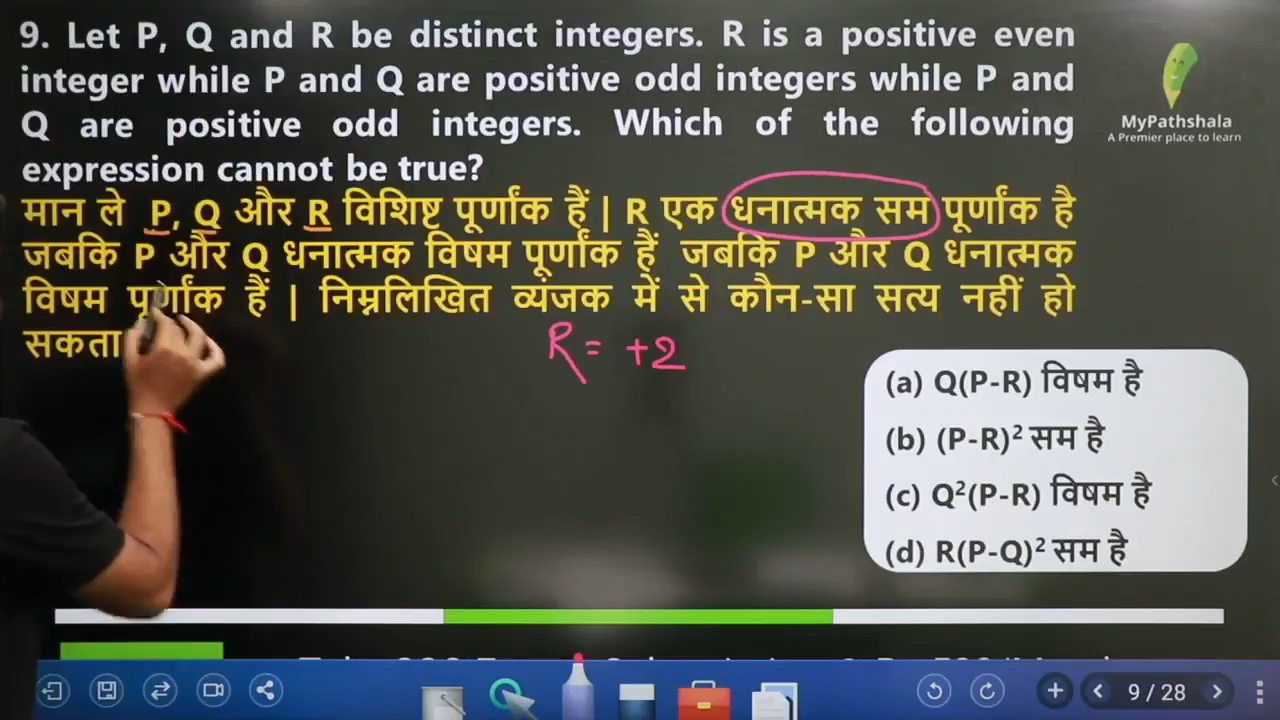 9. Let P, Q and R be distinct integers. R is a positive even
integer while P and Q are positive odd integers while P and
Q are positive odd integers. Which of the following
expression cannot be true?
MyPathshala
A Premier place to learn
मान ले P, Q और R विशिष्ट पूर्णांक हैं | R एक धनात्मक सम पूर्णांक है
जबकि P और Q धनात्मक विषम पूर्णांक हैं जबकि P और Q धनात्मक
विषम पूर्णांक हैं | निम्नलिखित व्यंजक में से कौन-सा सत्य नहीं हो
सकता
R= +2
(a) Q(P-R) विषम है
(b) (P-R)² सम है
(c) Q²(P-R) विषम है
(d) R(P-Q)² सम है
9 / 28